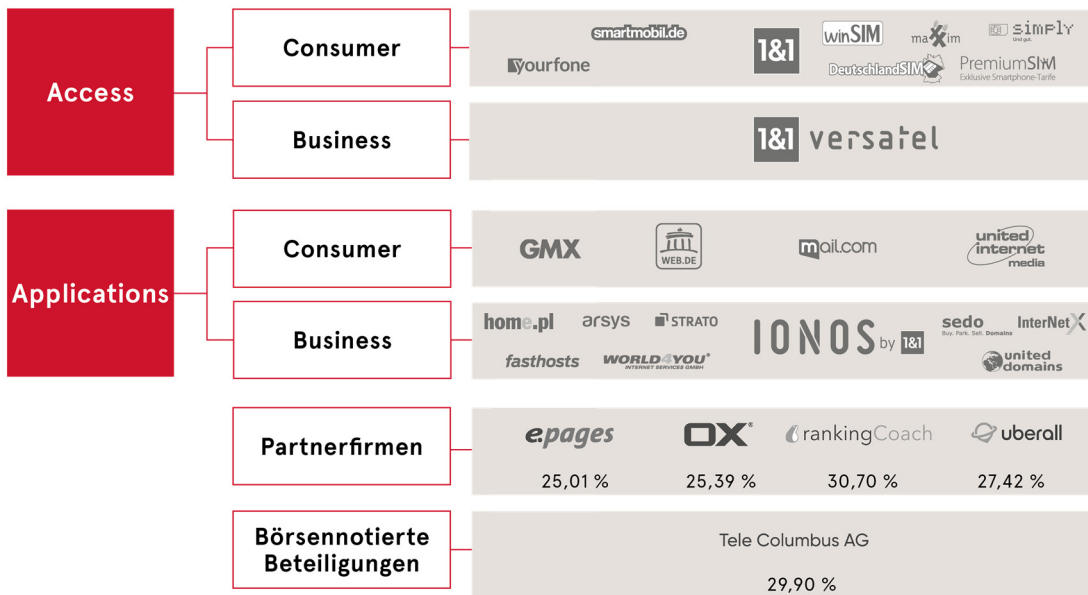 Access
Consumer
smartmobil.de
yourfone
1&1
winSIM
maXXim
simply
Und gut.
DeutschlandSIM
PremiumSIM
Exklusive Smartphone-Tarife
Business
1&1 versatel
Applications
Consumer
GMX
WEB.DE
mail.com
united
internet
media
Business
home.pl
arsys
STRATO
fasthosts
WORLD4YOU®
INTERNET SERVICES GMBH
IONOS by 1&1
sedo
Buy. Park. Sell. Domains
InterNetX
united
domains
Partnerfirmen
epages
OX®
rankingCoach
uberall
25,01 %
25,39 %
30,70 %
27,42 %
Börsennotierte
Beteiligungen
Tele Columbus AG
29,90 %